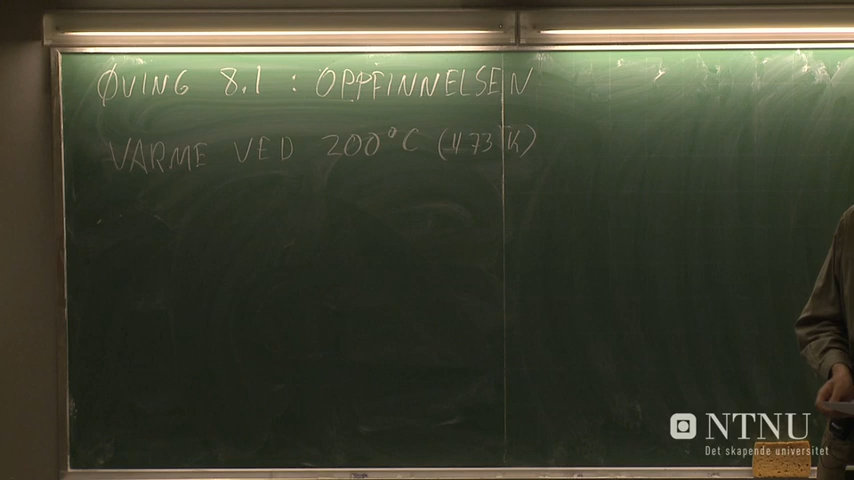 ØVING 8.1 : OPPFINNELSEN
VARME VED 200°C (473 K)
NTNU
Det skapende universitet